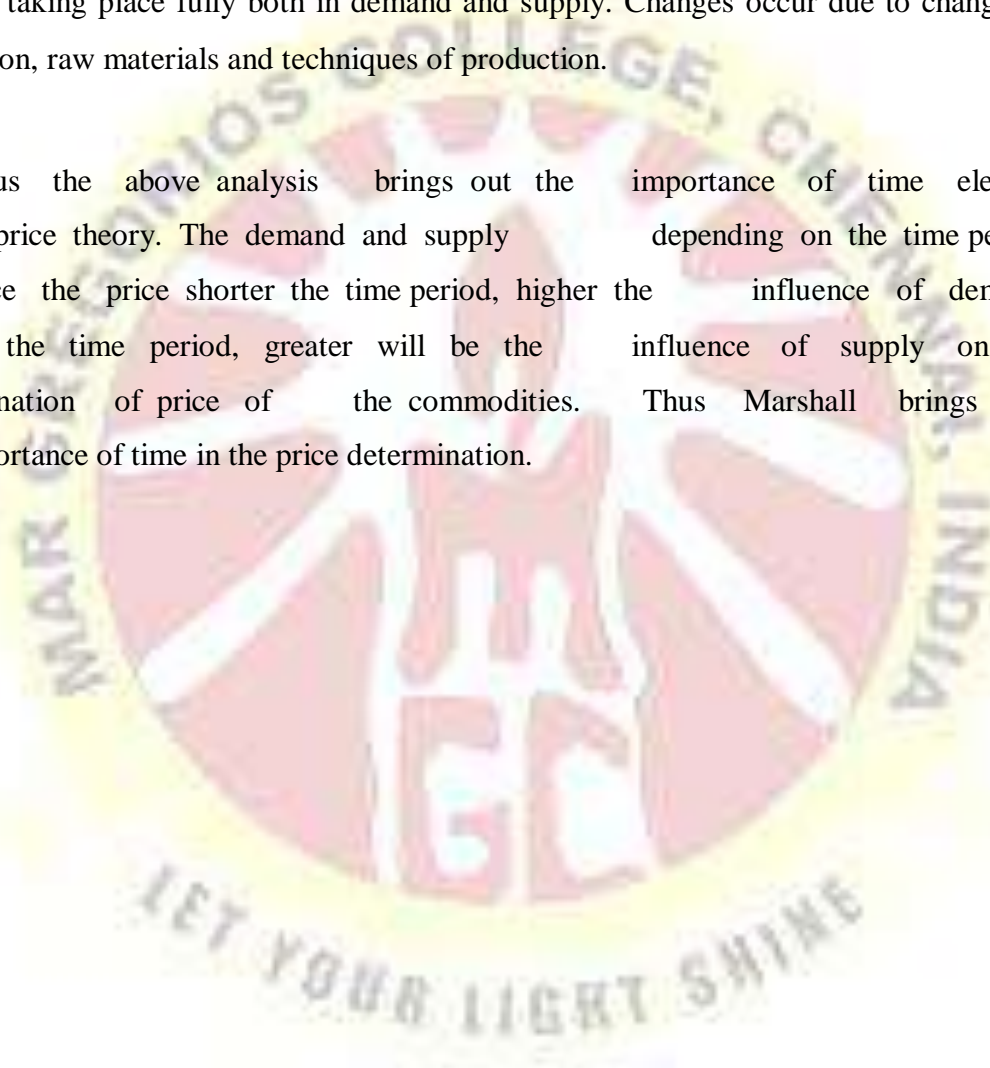 taking place fully both in demand and supply. Changes occur due to chang
on, raw materials and techniques of production.
us the above analysis brings out the importance of time ele
price theory. The demand and supply depending on the time pe
ce the price shorter the time period, higher the influence of der
the time period, greater will be the influence of supply on
nation of price of the commodities. Thus Marshall brings
ortance of time in the price determination.
MAR GREGORIOS COLLEGE, CHENNAI, INDIA
GC
LET YOUR LIGHT SHINE